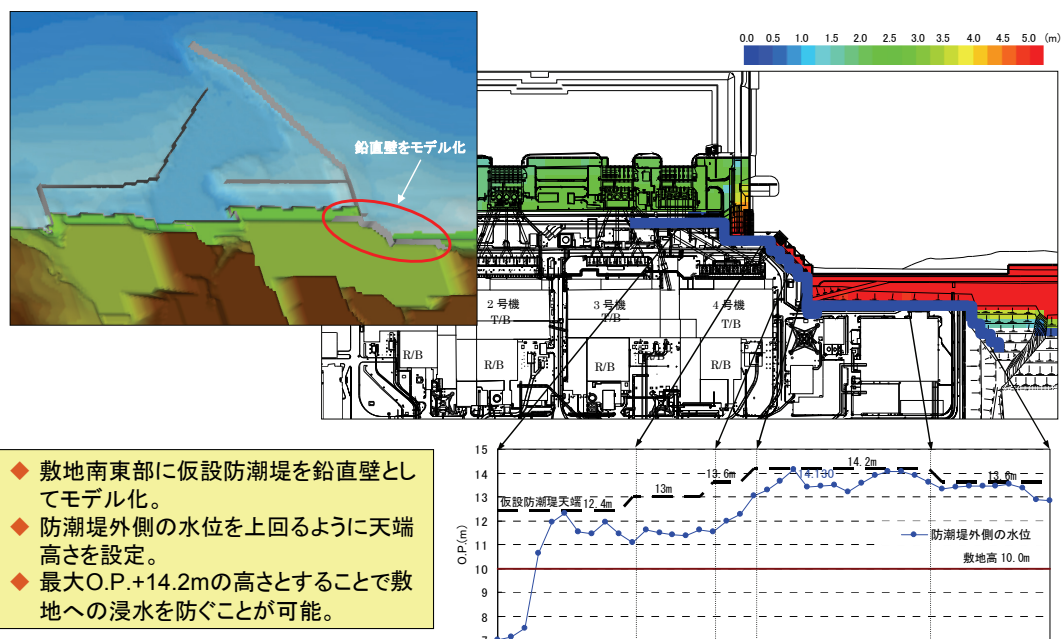 0.0 0.5 1.0 1.5 2.0 2.5 3.0 3.5 4.0 4.5 5.0 (m)
鉛直壁をモデル化
2号機
T/B
3号機
T/B
4号機
T/B
R/B
R/B
R/B
R/B
R/B
◆ 敷地南東部に仮設防潮堤を鉛直壁とし
てモデル化。
◆ 防潮堤外側の水位を上回るように天端
高さを設定。
◆ 最大O.P.+14.2mの高さとすることで敷
地への浸水を防ぐことが可能。
O.P.(m)
15
14
13
12
11
10
9
8
7
仮設防潮堤天端
12.4m
13m
13.6m
14.130
14.2m
13.6m
防潮堤外側の水位
敷地高 10.0m